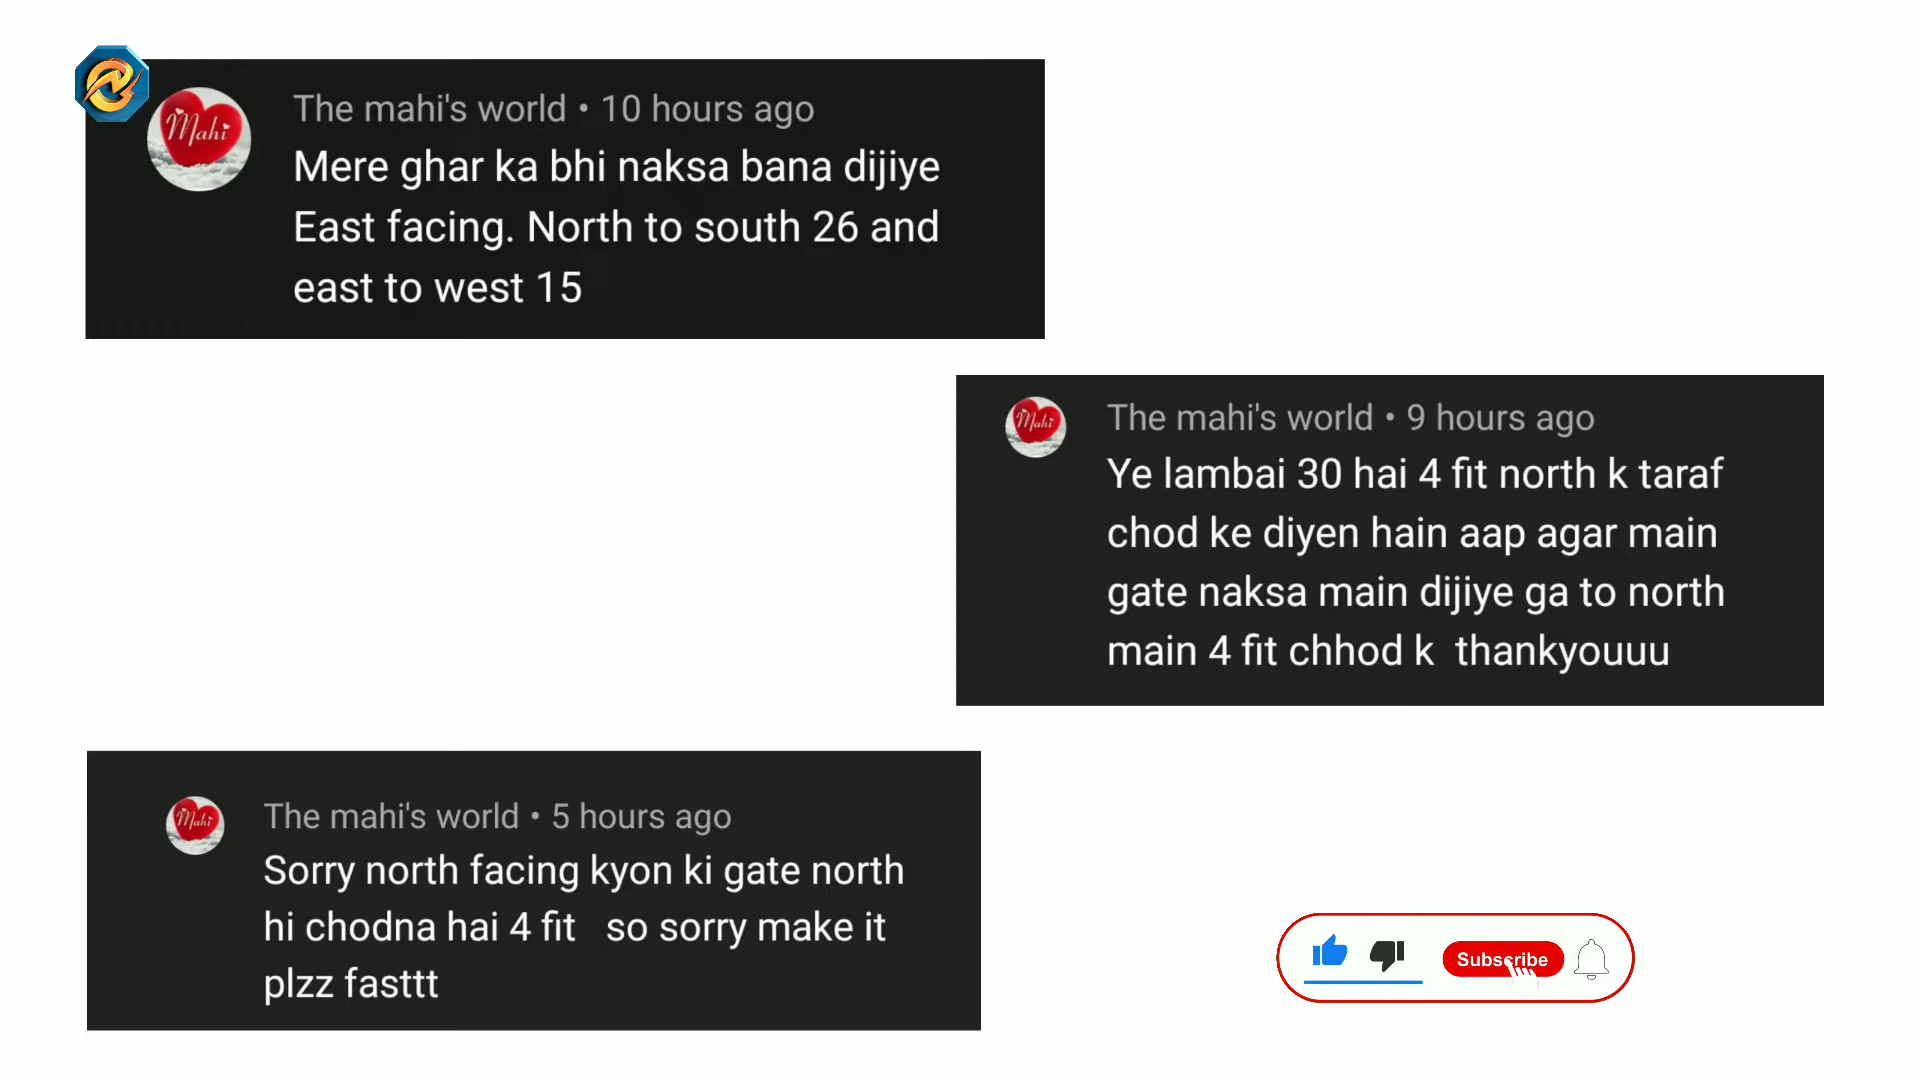 The mahi's world • 10 hours ago
Mere ghar ka bhi naksa bana dijiye
East facing. North to south 26 and
east to west 15
The mahi's world • 9 hours ago
Ye lambai 30 hai 4 fit north k taraf
chod ke diyen hain aap agar main
gate naksa main dijiye ga to north
main 4 fit chhod k  thankyouuu
The mahi's world • 5 hours ago
Sorry north facing kyon ki gate north
hi chodna hai 4 fit   so sorry make it
plzz fasttt
Subscribe
Mahi
Mahi
Mahi